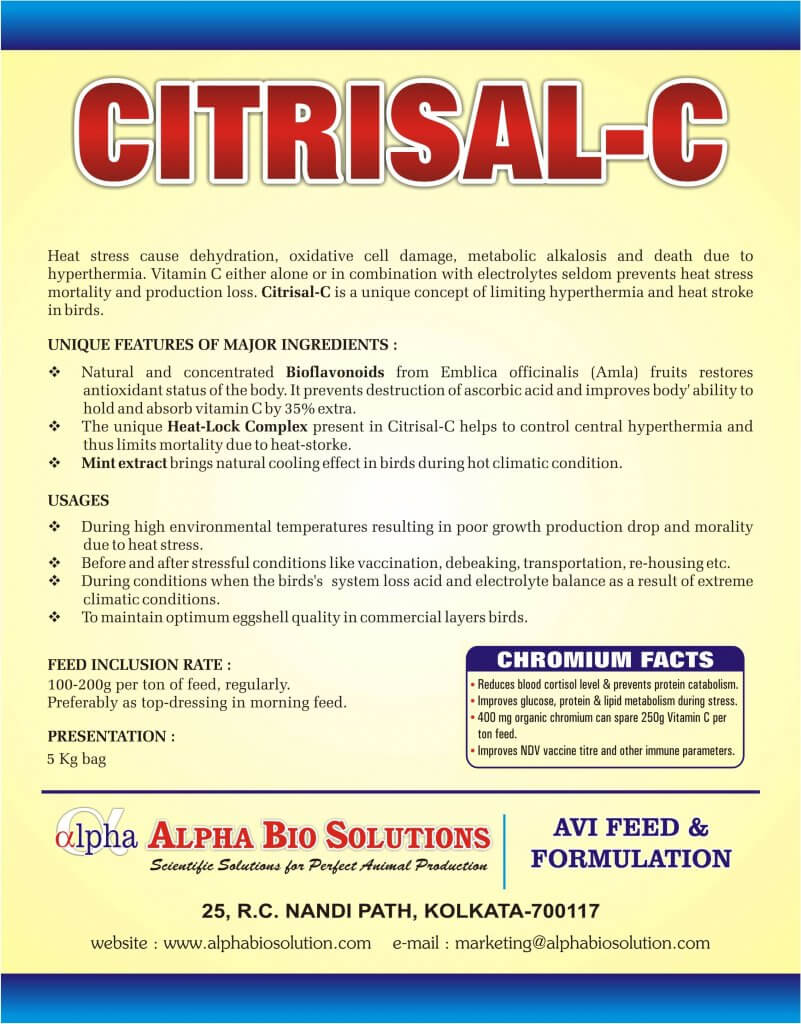 CITRISAL-C
Heat stress cause dehydration, oxidative cell damage, metabolic alkalosis and death due to
hyperthermia. Vitamin C either alone or in combination with electrolytes seldom prevents heat stress
mortality and production loss. Citrisal-C is a unique concept of limiting hyperthermia and heat stroke
in birds.
UNIQUE FEATURES OF MAJOR INGREDIENTS :
❖ Natural and concentrated Bioflavonoids from Emblica officinalis (Amla) fruits restores
antioxidant status of the body. It prevents destruction of ascorbic acid and improves body' ability to
hold and absorb vitamin C by 35% extra.
❖ The unique Heat-Lock Complex present in Citrisal-C helps to control central hyperthermia and
thus limits mortality due to heat-storke.
❖ Mint extract brings natural cooling effect in birds during hot climatic condition.
USAGES
❖ During high environmental temperatures resulting in poor growth production drop and morality
due to heat stress.
❖ Before and after stressful conditions like vaccination, debeaking, transportation, re-housing etc.
❖ During conditions when the birds's system loss acid and electrolyte balance as a result of extreme
climatic conditions.
❖ To maintain optimum eggshell quality in commercial layers birds.
FEED INCLUSION RATE :
100-200g per ton of feed, regularly.
Preferably as top-dressing in morning feed.
PRESENTATION :
5 Kg bag
CHROMIUM FACTS
• Reduces blood cortisol level & prevents protein catabolism.
• Improves glucose, protein & lipid metabolism during stress.
• 400 mg organic chromium can spare 250g Vitamin C per
ton feed.
• Improves NDV vaccine titre and other immune parameters.
αlpha ALPHA BIO SOLUTIONS
Scientific Solutions for Perfect Animal Production
AVI FEED &
FORMULATION
25, R.C. NANDI PATH, KOLKATA-700117
website : www.alphabiosolution.com e-mail : marketing@alphabiosolution.com